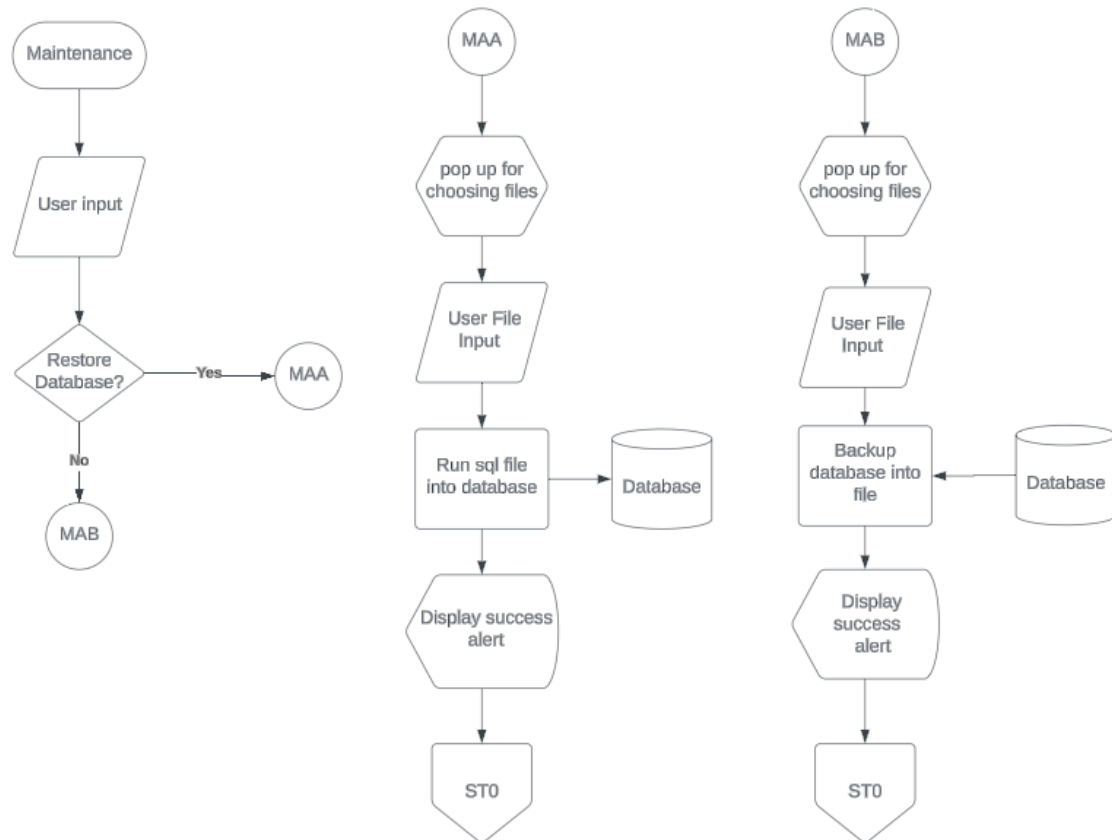 Maintenance
User input
Restore
Database?
Yes
MAA
No
MAB
MAA
pop up for
choosing files
User File
Input
Run sql file
into database
Database
Display success
alert
ST0
MAB
pop up for
choosing files
User File
Input
Backup
database into
file
Database
Display
success
alert
ST0